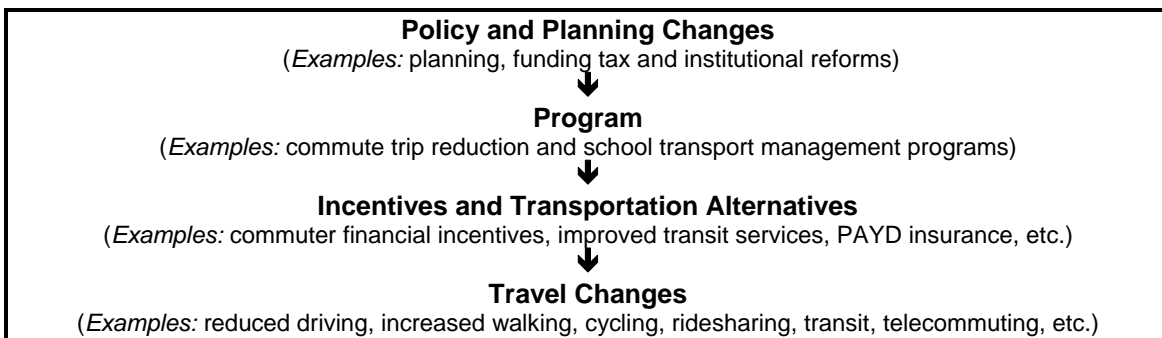 Policy and Planning Changes
(Examples: planning, funding tax and institutional reforms)
Program
(Examples: commute trip reduction and school transport management programs)
Incentives and Transportation Alternatives
(Examples: commuter financial incentives, improved transit services, PAYD insurance, etc.)
Travel Changes
(Examples: reduced driving, increased walking, cycling, ridesharing, transit, telecommuting, etc.)